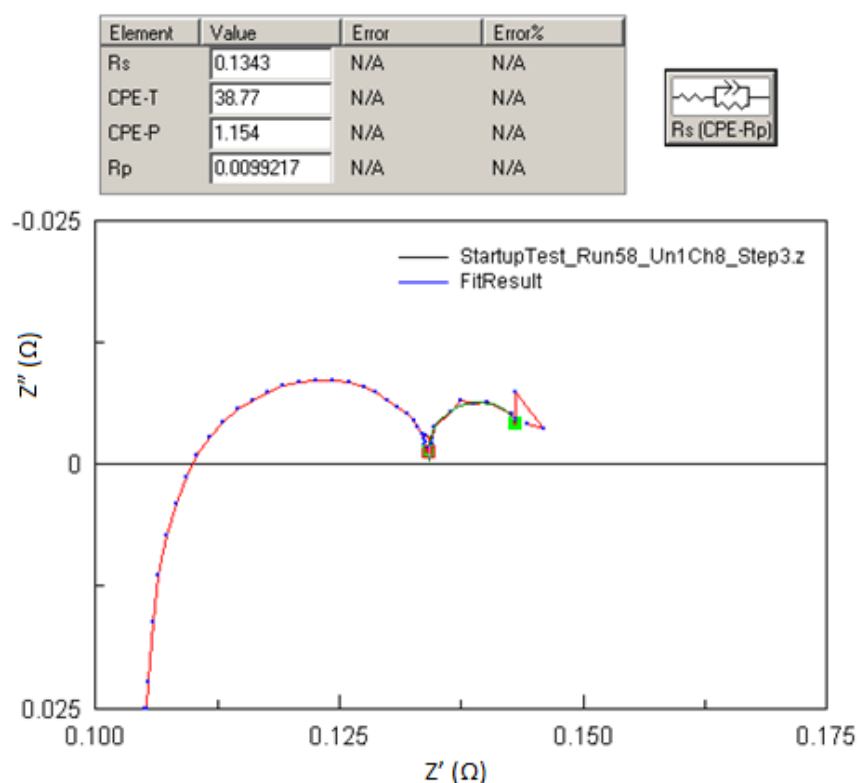 Element Value Error Error%
Rs 0.1343 N/A N/A
CPE-T 38.77 N/A N/A
CPE-P 1.154 N/A N/A
Rp 0.0099217 N/A N/A
Rs (CPE-Rp)
-0.025
StartupTest_Run58_Un1Ch8_Step3.z
FitResult
Z″ (Ω)
0
0.025
0.100 0.125 0.150 0.175
Z′ (Ω)